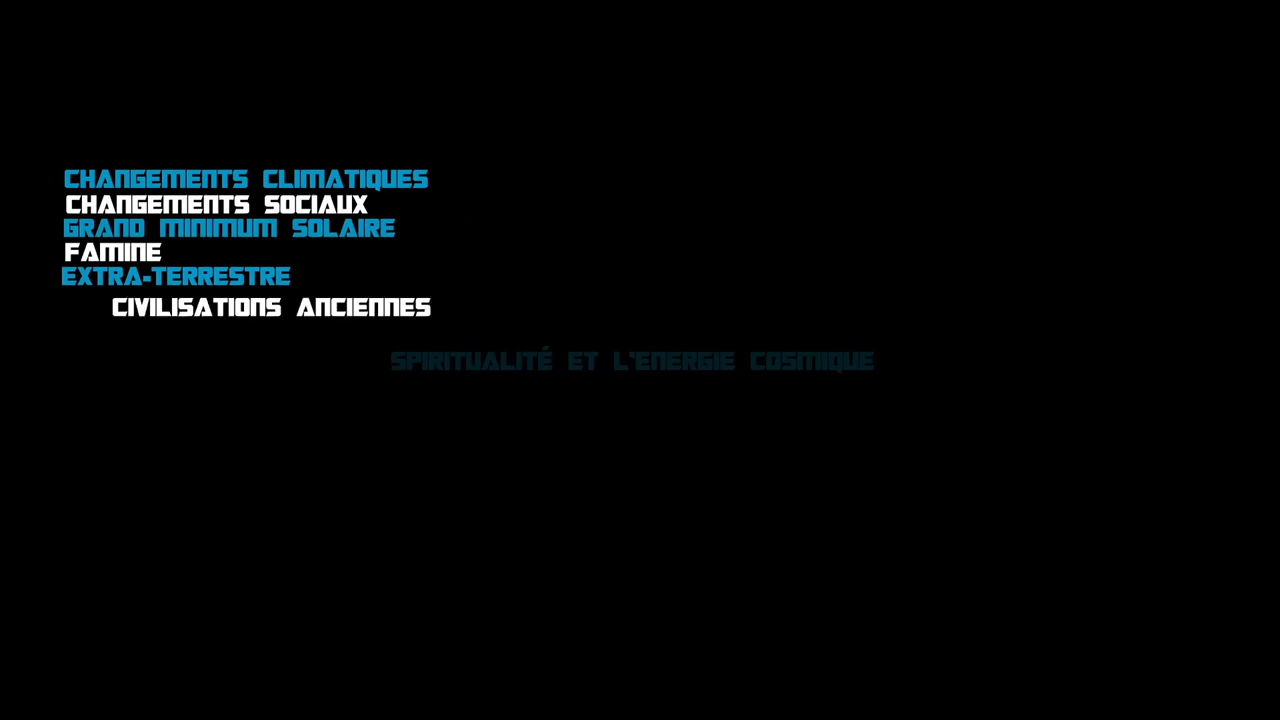 CHANGEMENTS CLIMATIQUES
CHANGEMENTS SOCIAUX
GRAND MINIMUM SOLAIRE
FAMINE
EXTRA-TERRESTRE
CIVILISATIONS ANCIENNES
SPIRITUALITÉ ET L'ENERGIE COSMIQUE